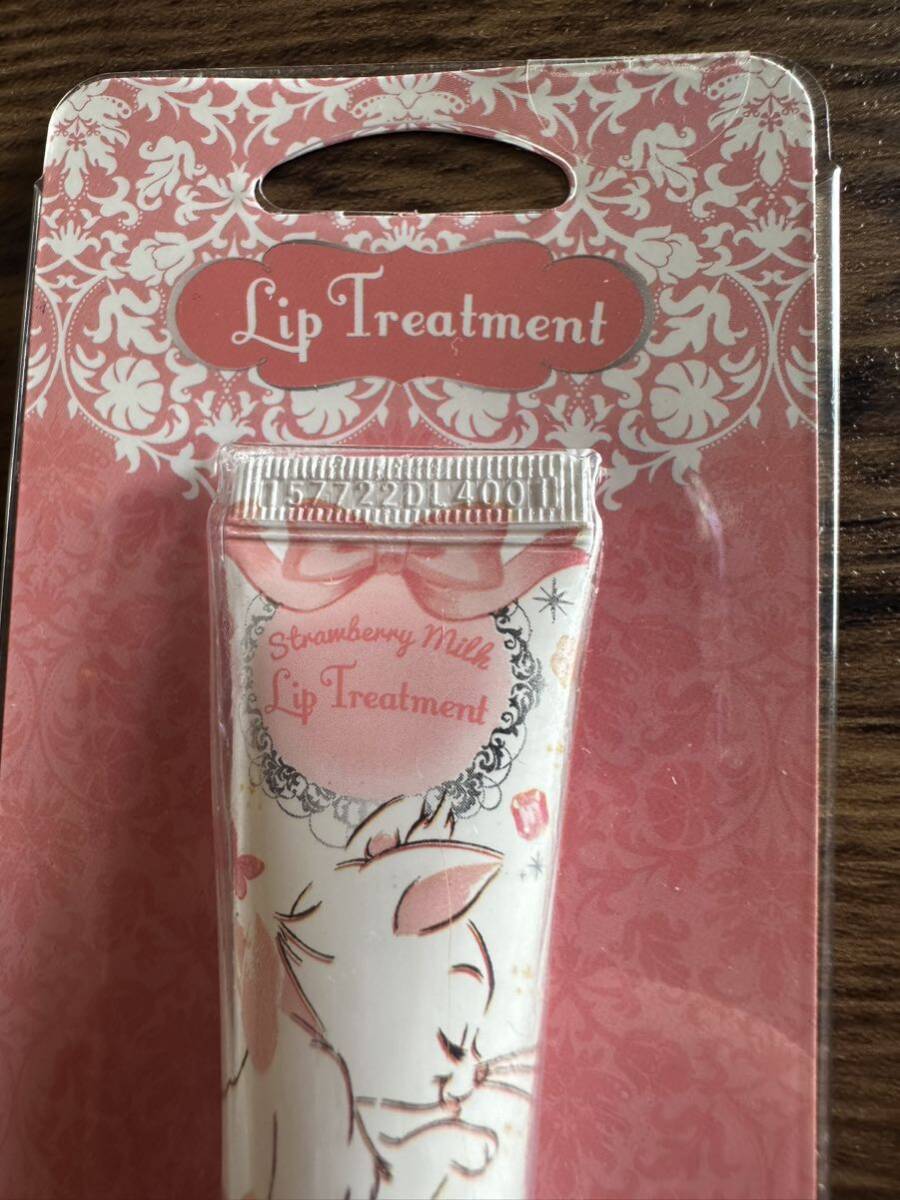 Lip Treatment
157722DL4001
Strawberry Milk
Lip Treatment